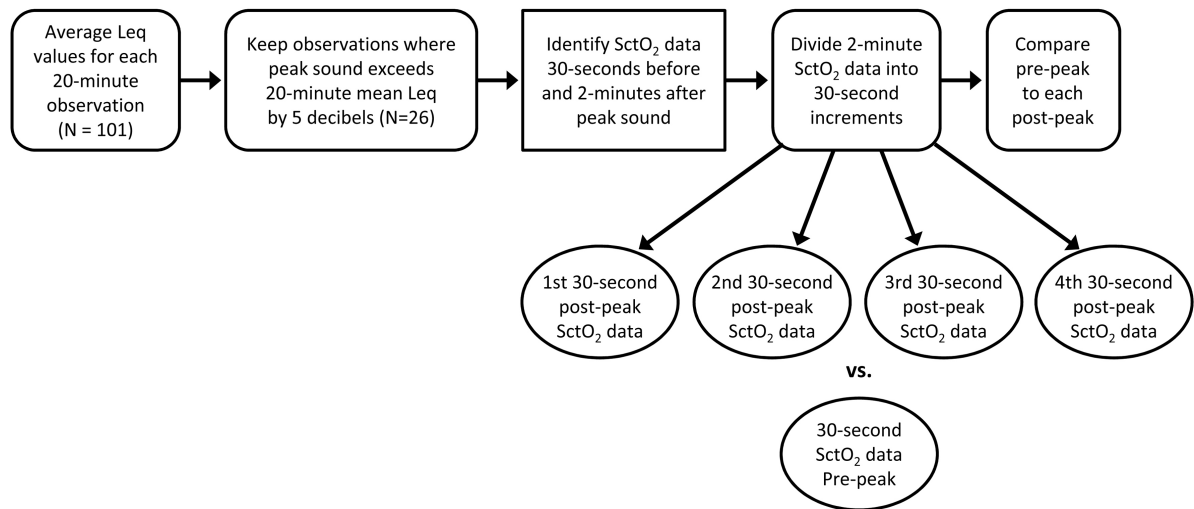 Average Leq
values for each
20-minute
observation
(N = 101)
Keep observations where
peak sound exceeds
20-minute mean Leq
by 5 decibels (N=26)
Identify SctO₂ data
30-seconds before
and 2-minutes after
peak sound
Divide 2-minute
SctO₂ data into
30-second
increments
Compare
pre-peak
to each
post-peak
1st 30-second
post-peak
SctO₂ data
2nd 30-second
post-peak
SctO₂ data
3rd 30-second
post-peak
SctO₂ data
4th 30-second
post-peak
SctO₂ data
vs.
30-second
SctO₂ data
Pre-peak